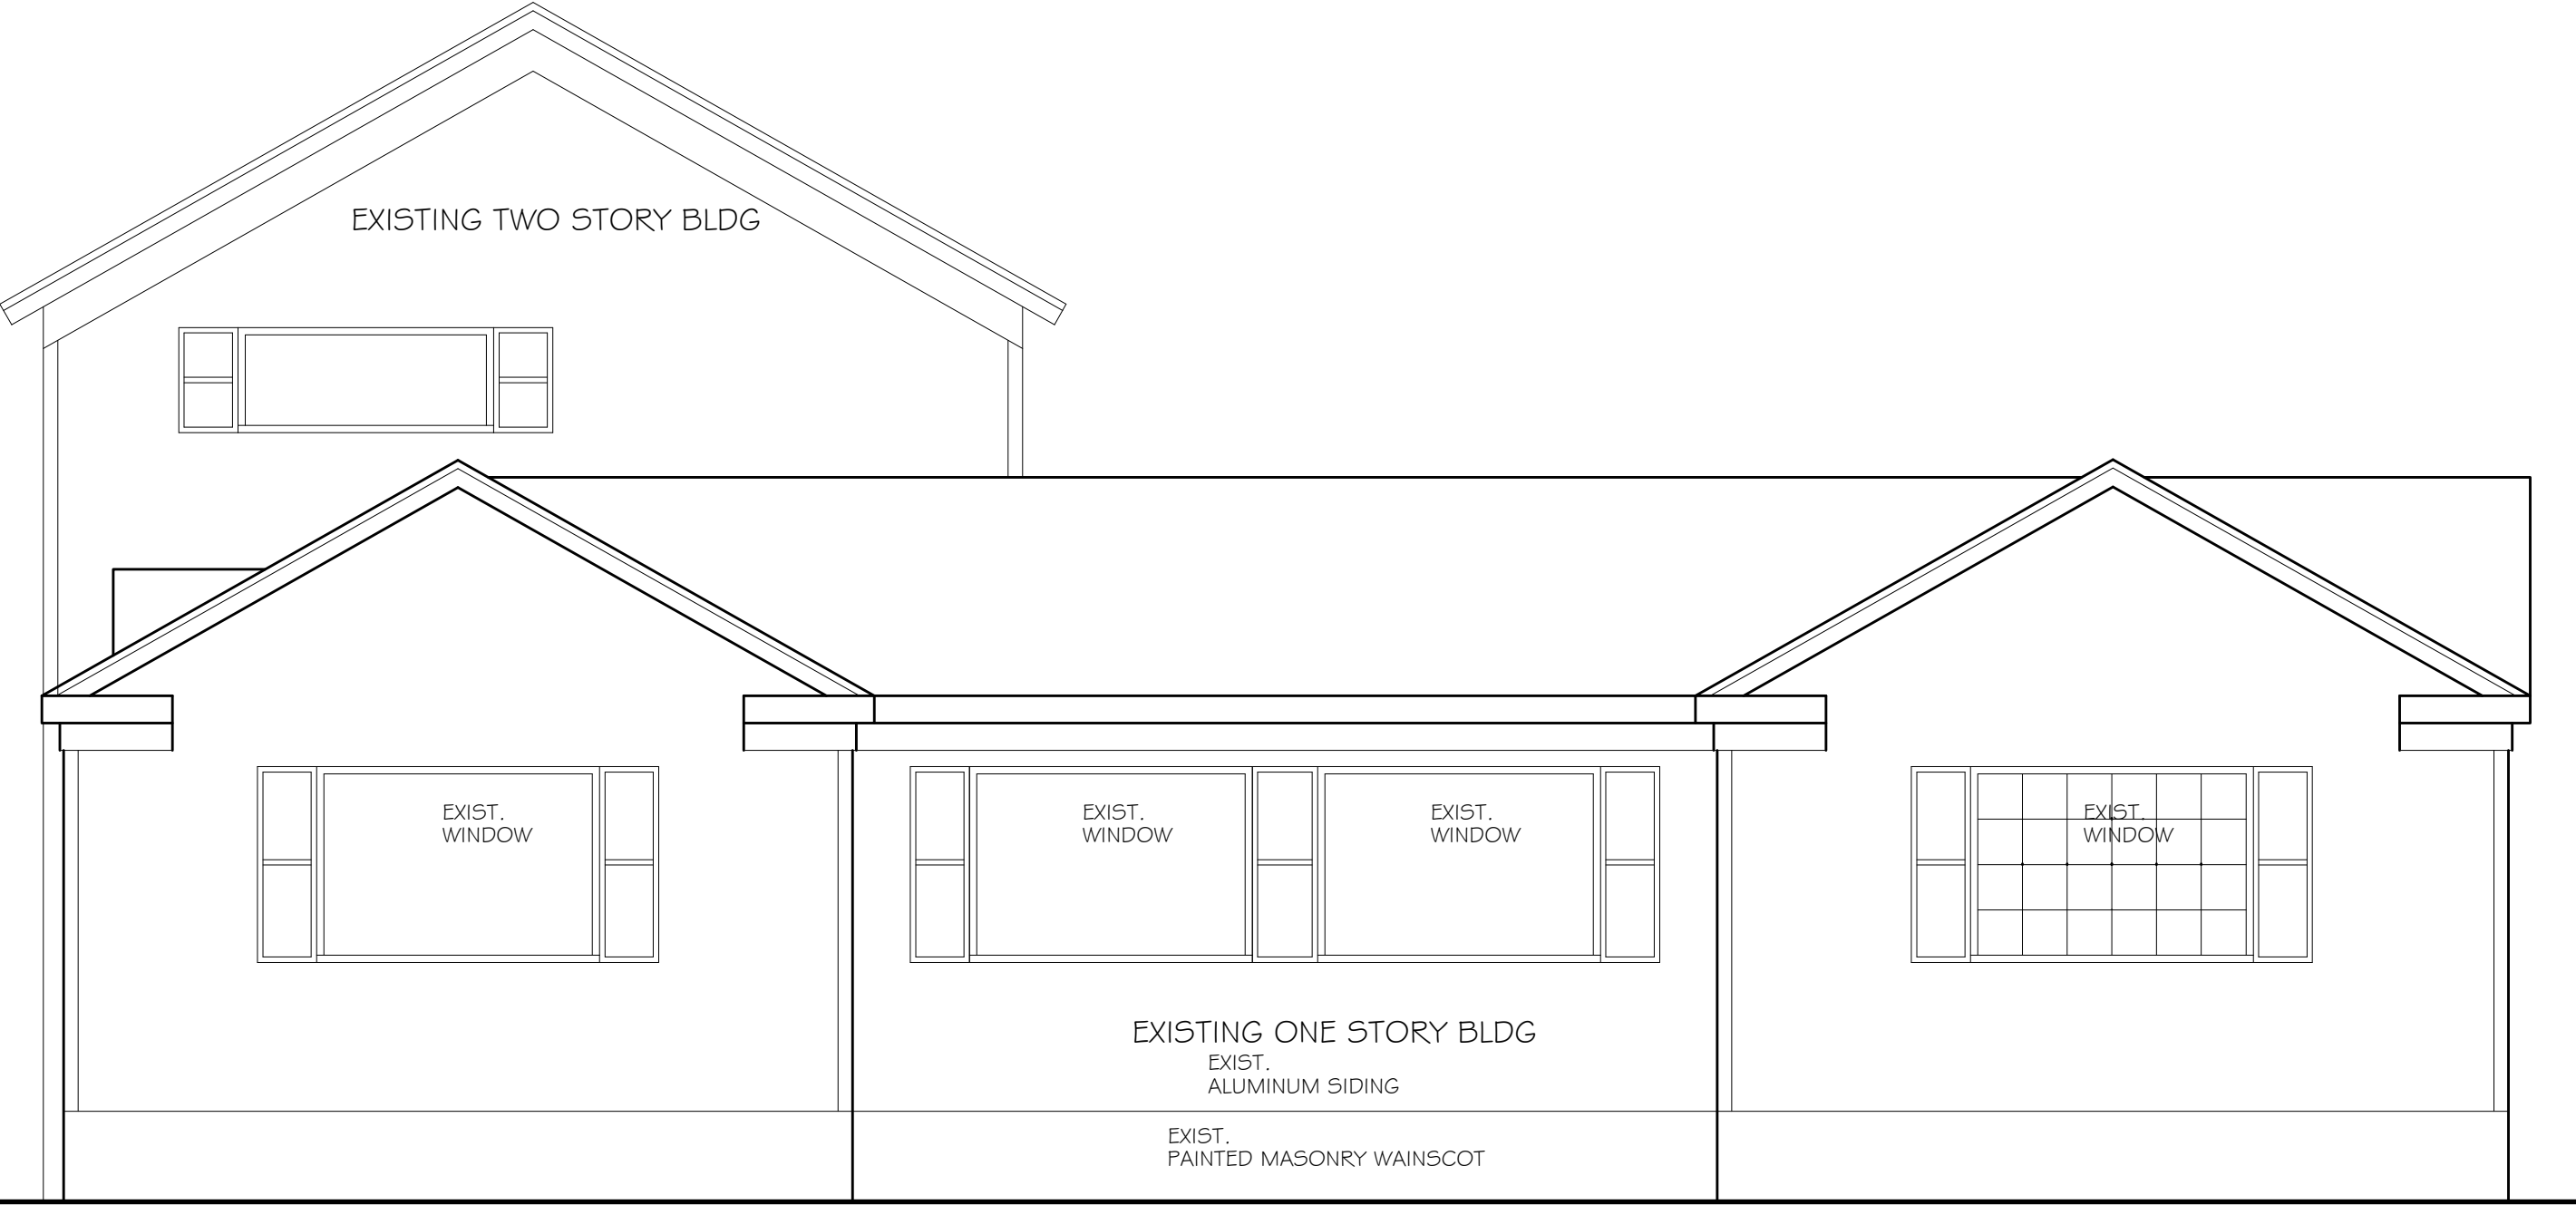 EXISTING TWO STORY BLDG
EXIST.
WINDOW
EXIST.
WINDOW
EXIST.
WINDOW
EXIST.
WINDOW
EXISTING ONE STORY BLDG
EXIST.
ALUMINUM SIDING
EXIST.
PAINTED MASONRY WAINSCOT